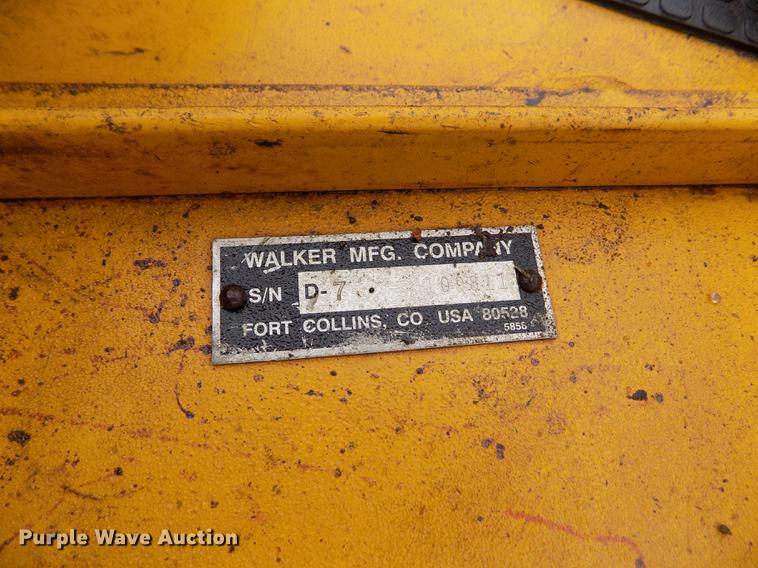 WALKER MFG. COMPANY
S/N D-7
FORT COLLINS, CO USA 80528
5856
Purple Wave Auction